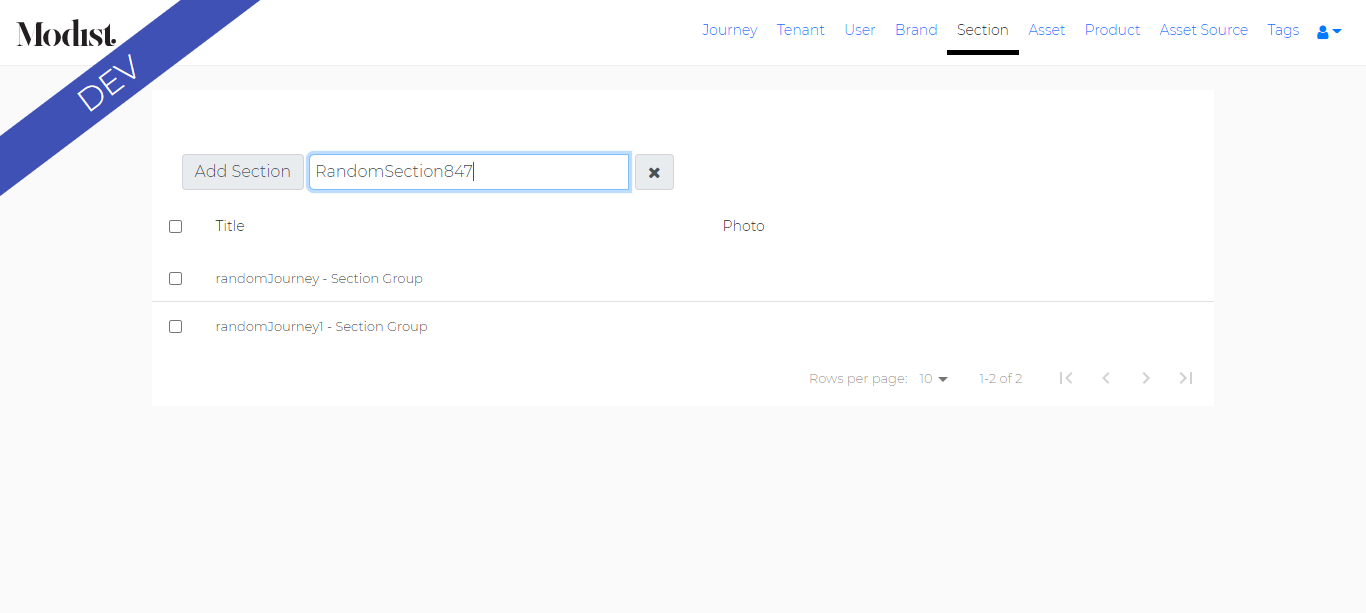 Modist.
Journey Tenant User Brand Section Asset Product Asset Source Tags
DEV
Add Section RandomSection847
Title Photo
randomJourney - Section Group
randomJourney1 - Section Group
Rows per page: 10 1-2 of 2